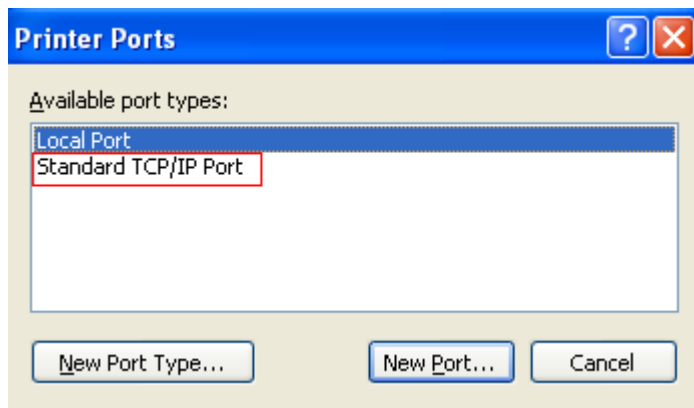 Printer Ports
Available port types:
Local Port
Standard TCP/IP Port
New Port Type... New Port... Cancel